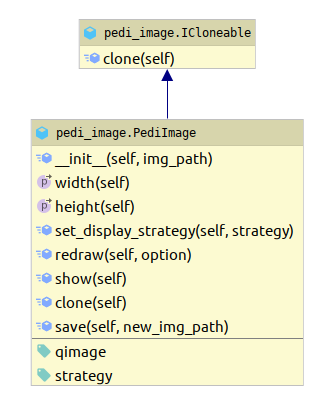 pedi_image.ICloneable
clone(self)
pedi_image.PediImage
__init__(self, img_path)
width(self)
height(self)
set_display_strategy(self, strategy)
redraw(self, option)
show(self)
clone(self)
save(self, new_img_path)
qimage
strategy